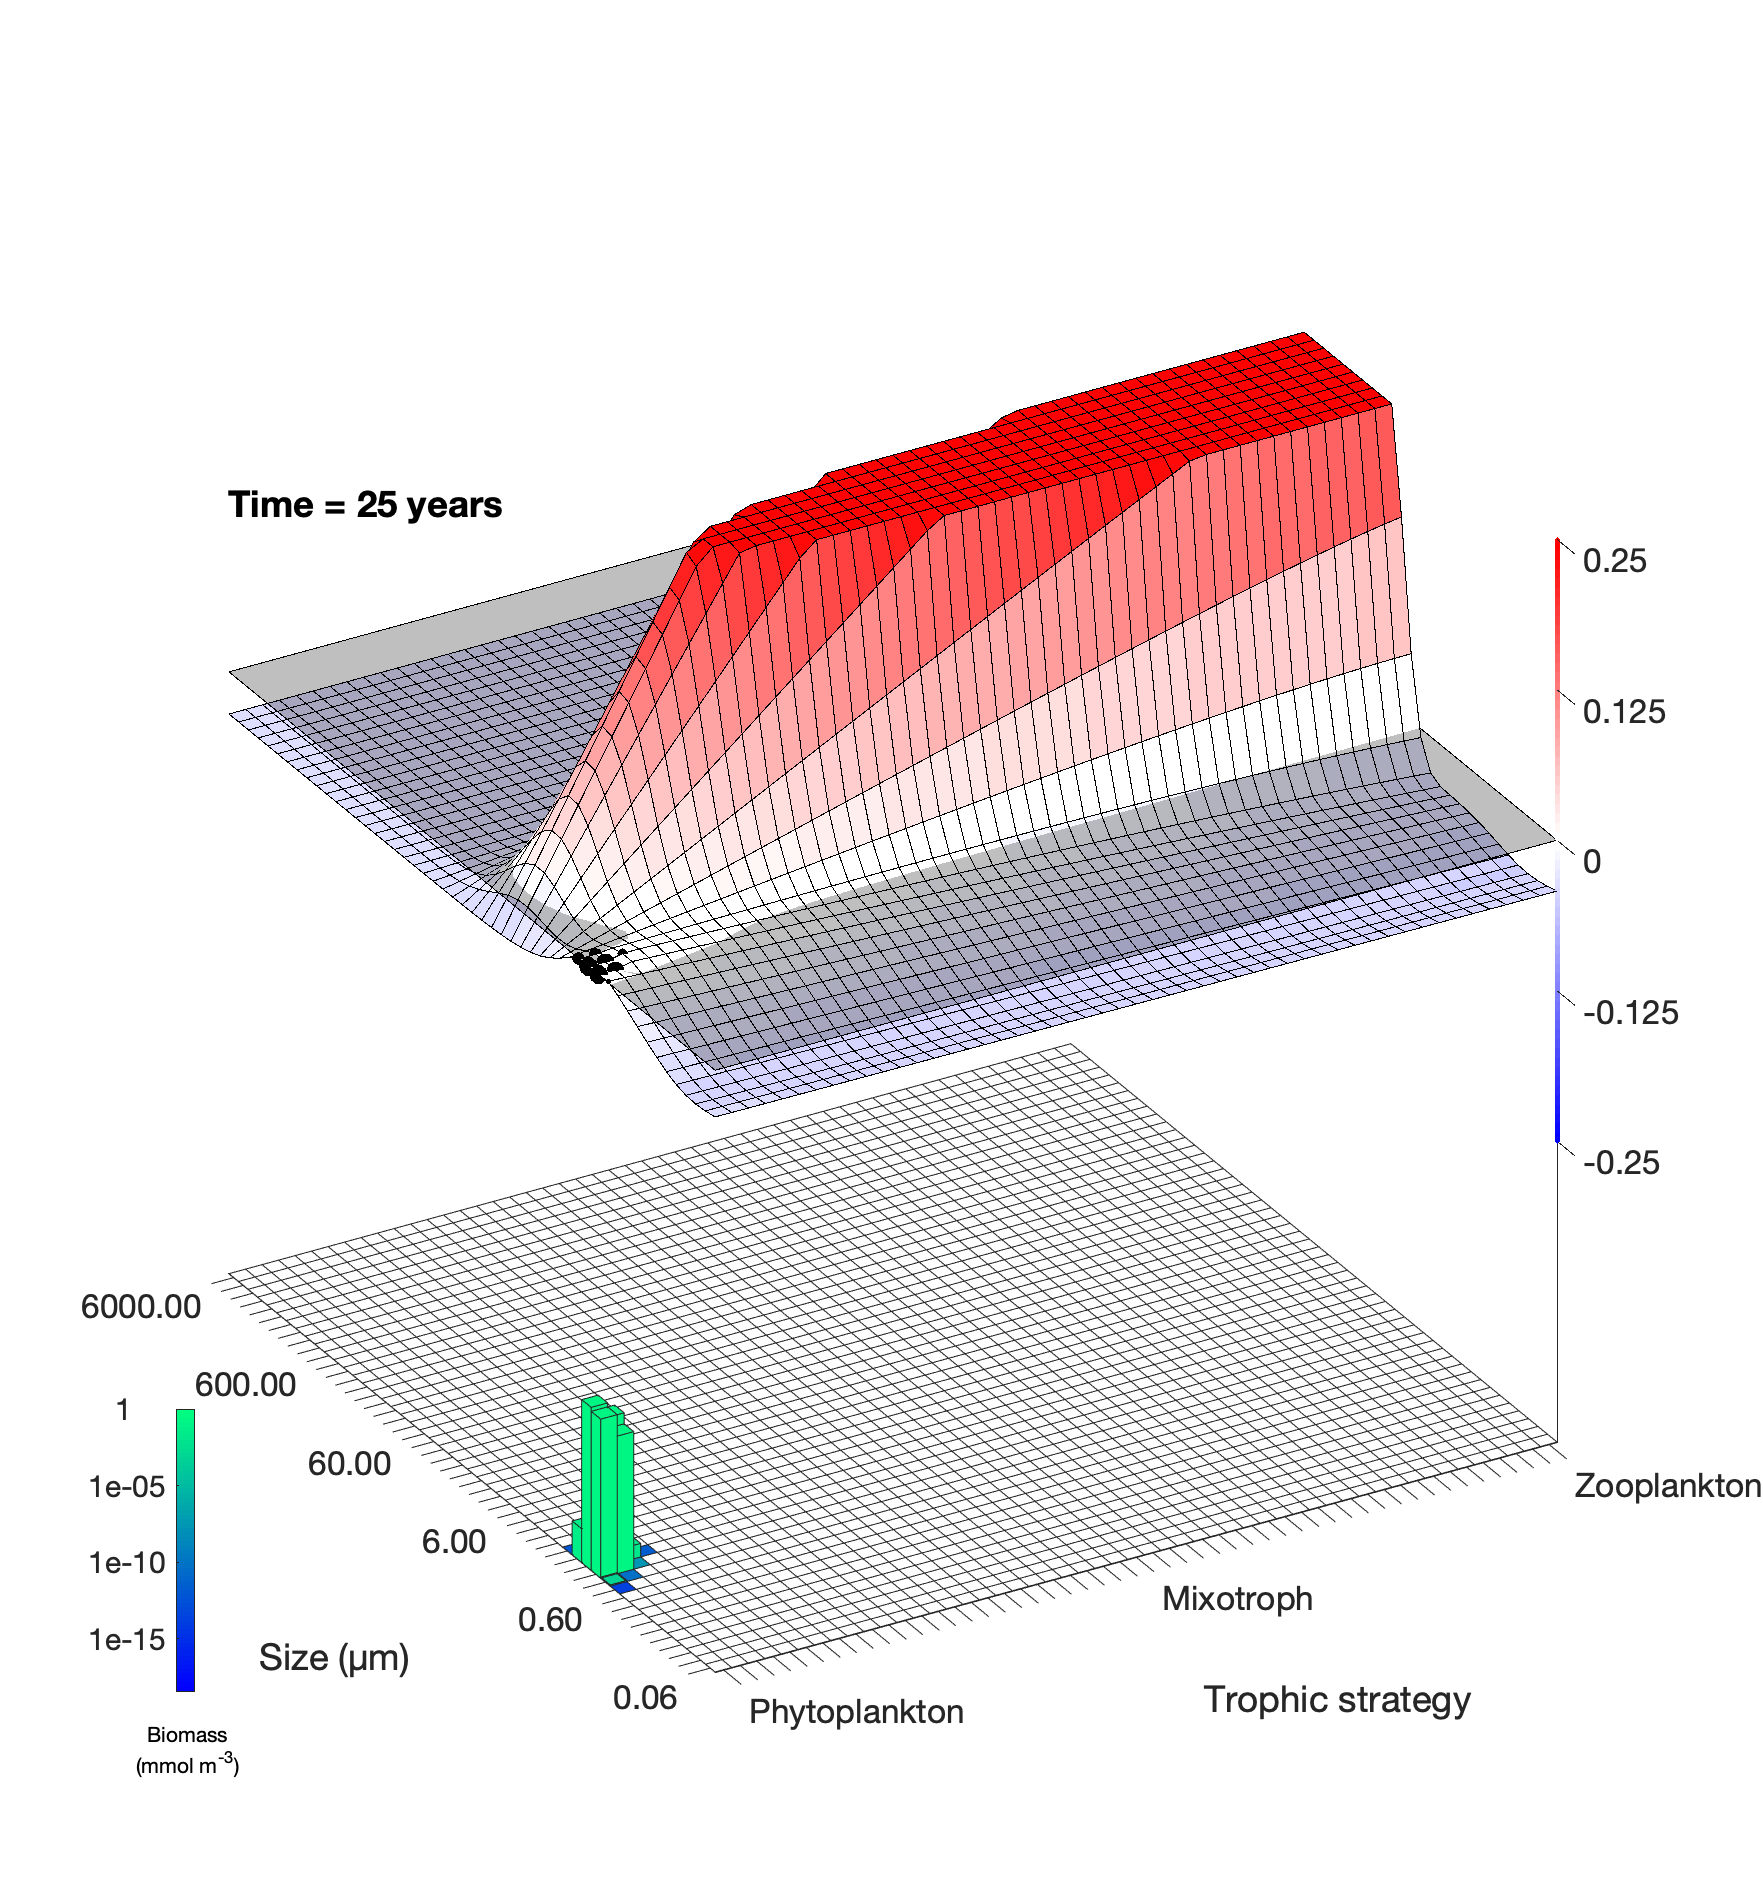 Time = 25 years
0.25
0.125
0
-0.125
-0.25
6000.00
600.00
60.00
6.00
0.60
0.06
Size (µm)
1
1e-05
1e-10
1e-15
Biomass
(mmol m⁻³)
Phytoplankton
Mixotroph
Zooplankton
Trophic strategy